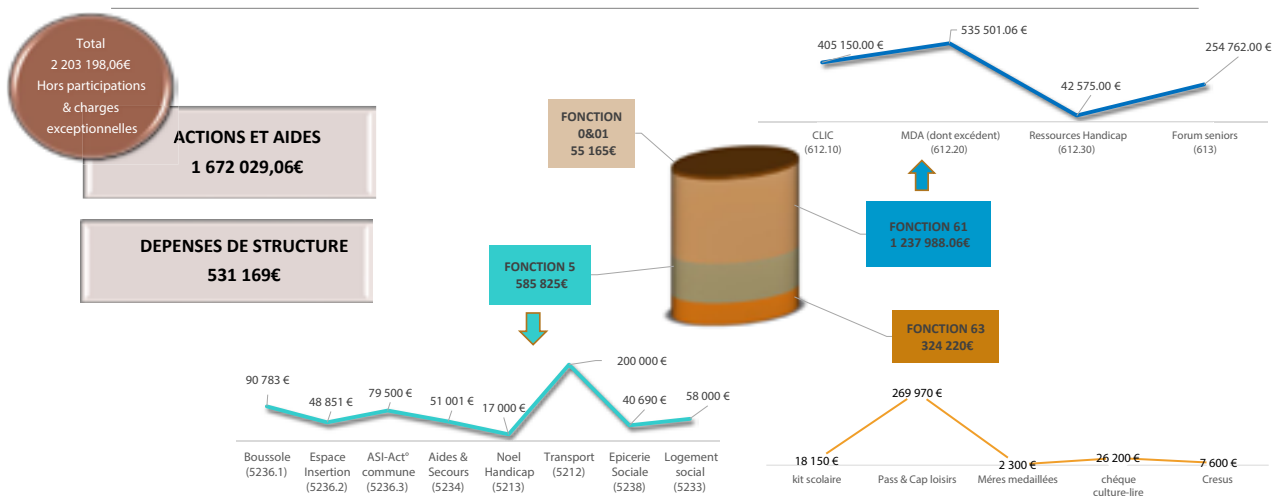 Total
2 203 198,06€
Hors participations
& charges
exceptionnelles
ACTIONS ET AIDES
1 672 029,06€
DEPENSES DE STRUCTURE
531 169€
FONCTION
0&01
55 165€
405 150.00 €
535 501.06 €
42 575.00 €
254 762.00 €
CLIC
(612.10)
MDA (dont excédent)
(612.20)
Ressources Handicap
(612.30)
Forum seniors
(613)
FONCTION 61
1 237 988.06€
FONCTION 5
585 825€
FONCTION 63
324 220€
90 783 €
48 851 €
79 500 €
51 001 €
17 000 €
200 000 €
40 690 €
58 000 €
Boussole
(5236.1)
Espace
Insertion
(5236.2)
ASI-Act°
commune
(5236.3)
Aides &
Secours
(5234)
Noel
Handicap
(5213)
Transport
(5212)
Epicerie
Sociale
(5238)
Logement
social
(5233)
18 150 €
269 970 €
2 300 €
26 200 €
7 600 €
kit scolaire
Pass & Cap loisirs
Méres medaillées
chéque
culture-lire
Cresus